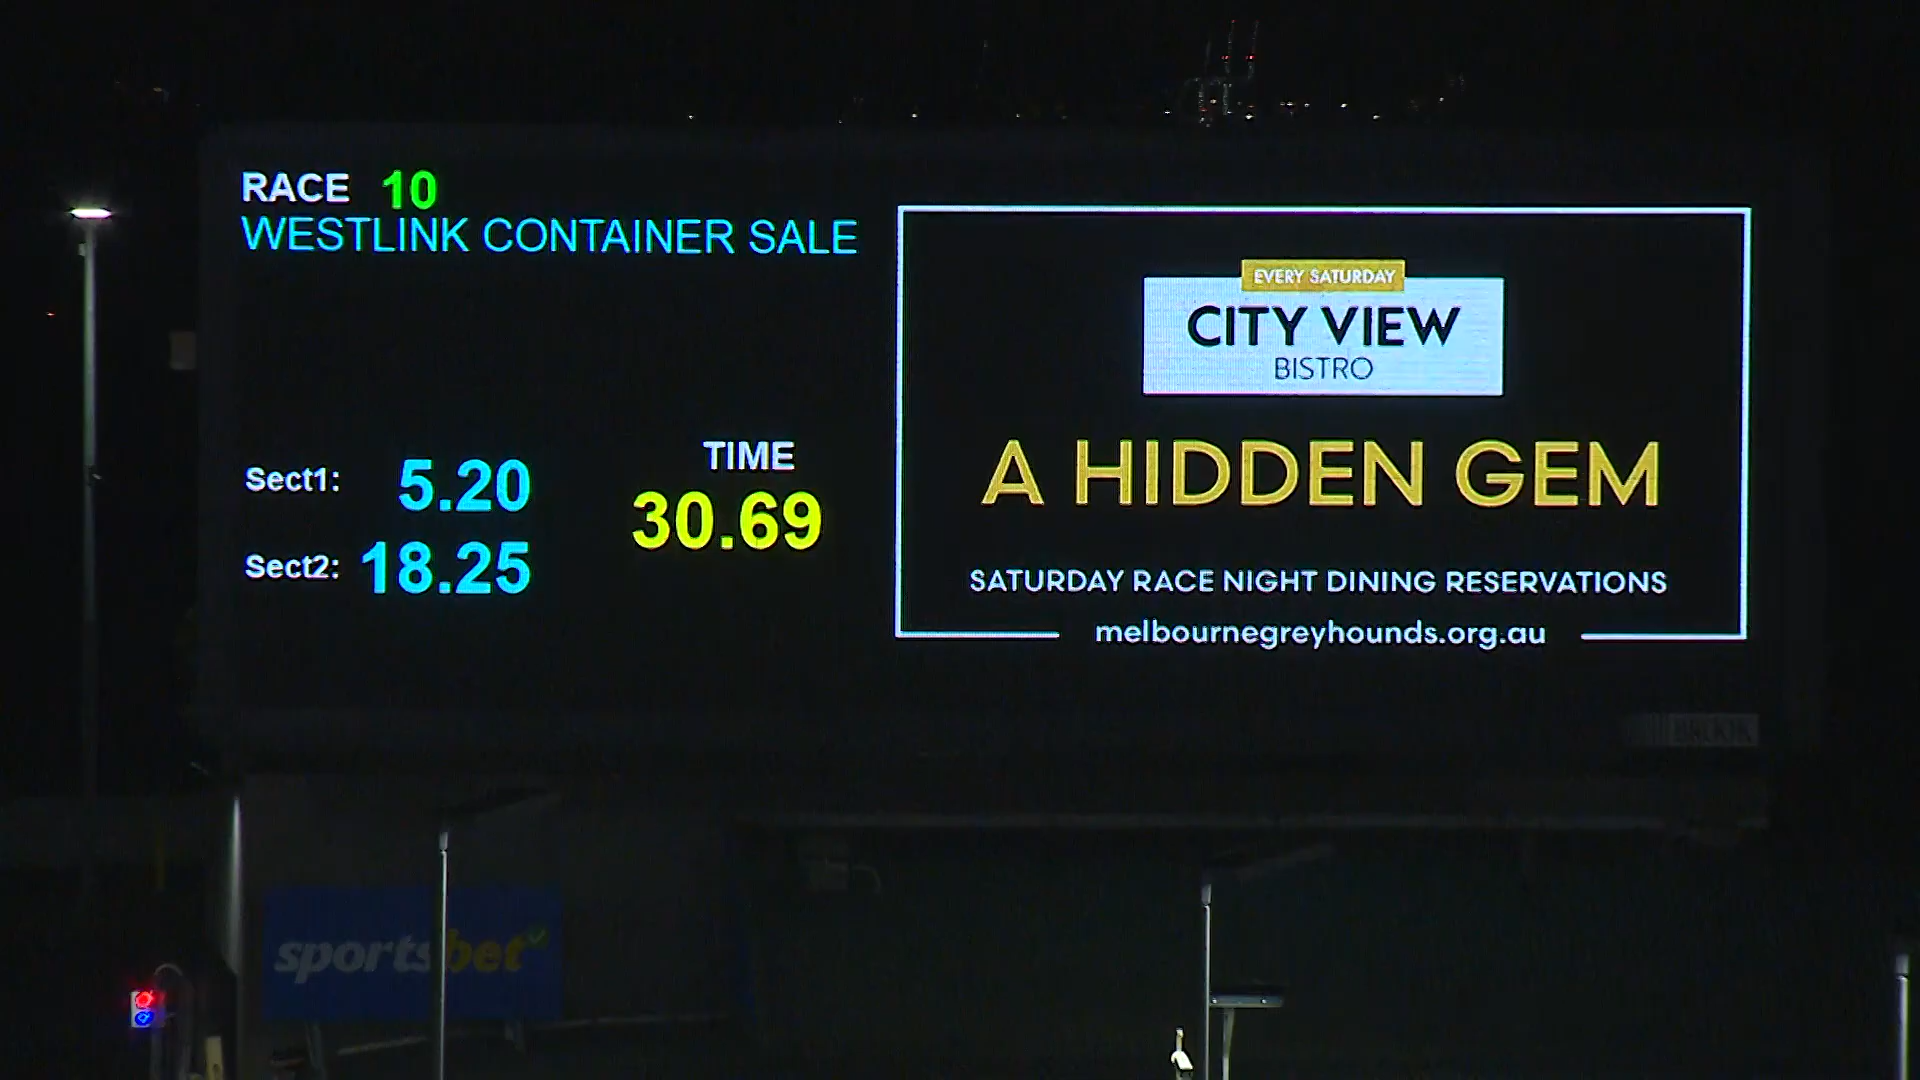 RACE 10
WESTLINK CONTAINER SALE
Sect1: 5.20
Sect2: 18.25
TIME
30.69
EVERY SATURDAY
CITY VIEW
BISTRO
A HIDDEN GEM
SATURDAY RACE NIGHT DINING RESERVATIONS
melbournegreyhounds.org.au
sportsbet